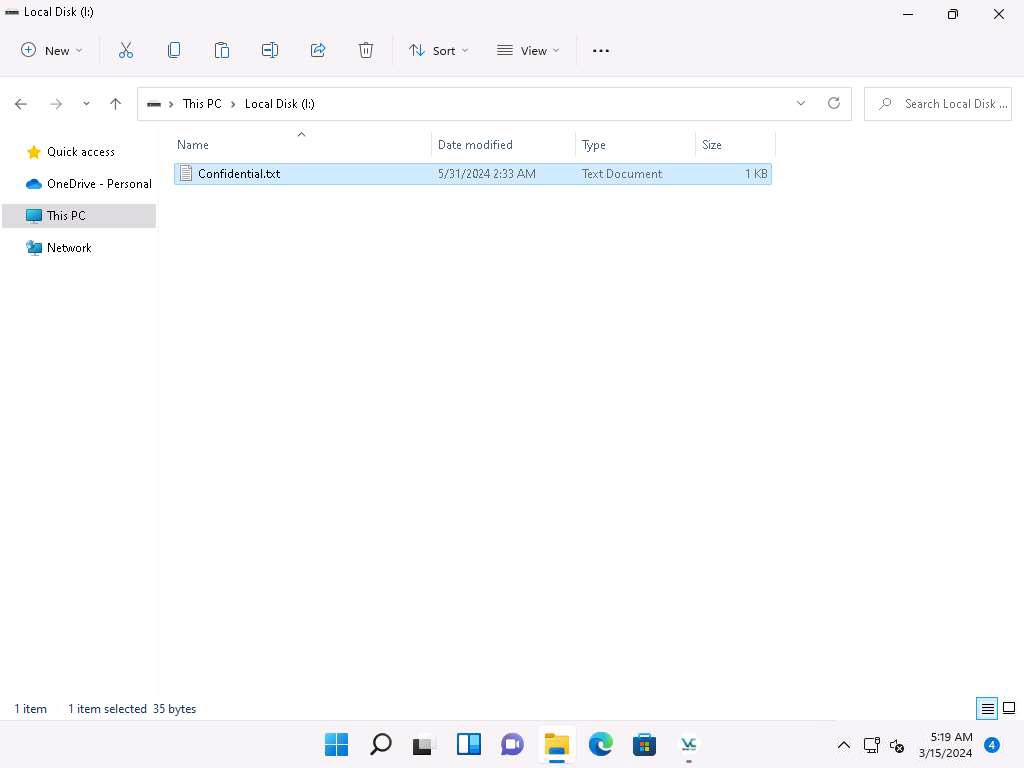 Local Disk (I:)
New
Sort
View
This PC
Local Disk (I:)
Search Local Disk ...
Quick access
OneDrive - Personal
This PC
Network
Name
Date modified
Type
Size
Confidential.txt
5/31/2024 2:33 AM
Text Document
1 KB
1 item
1 item selected 35 bytes
VC
5:19 AM
3/15/2024
4